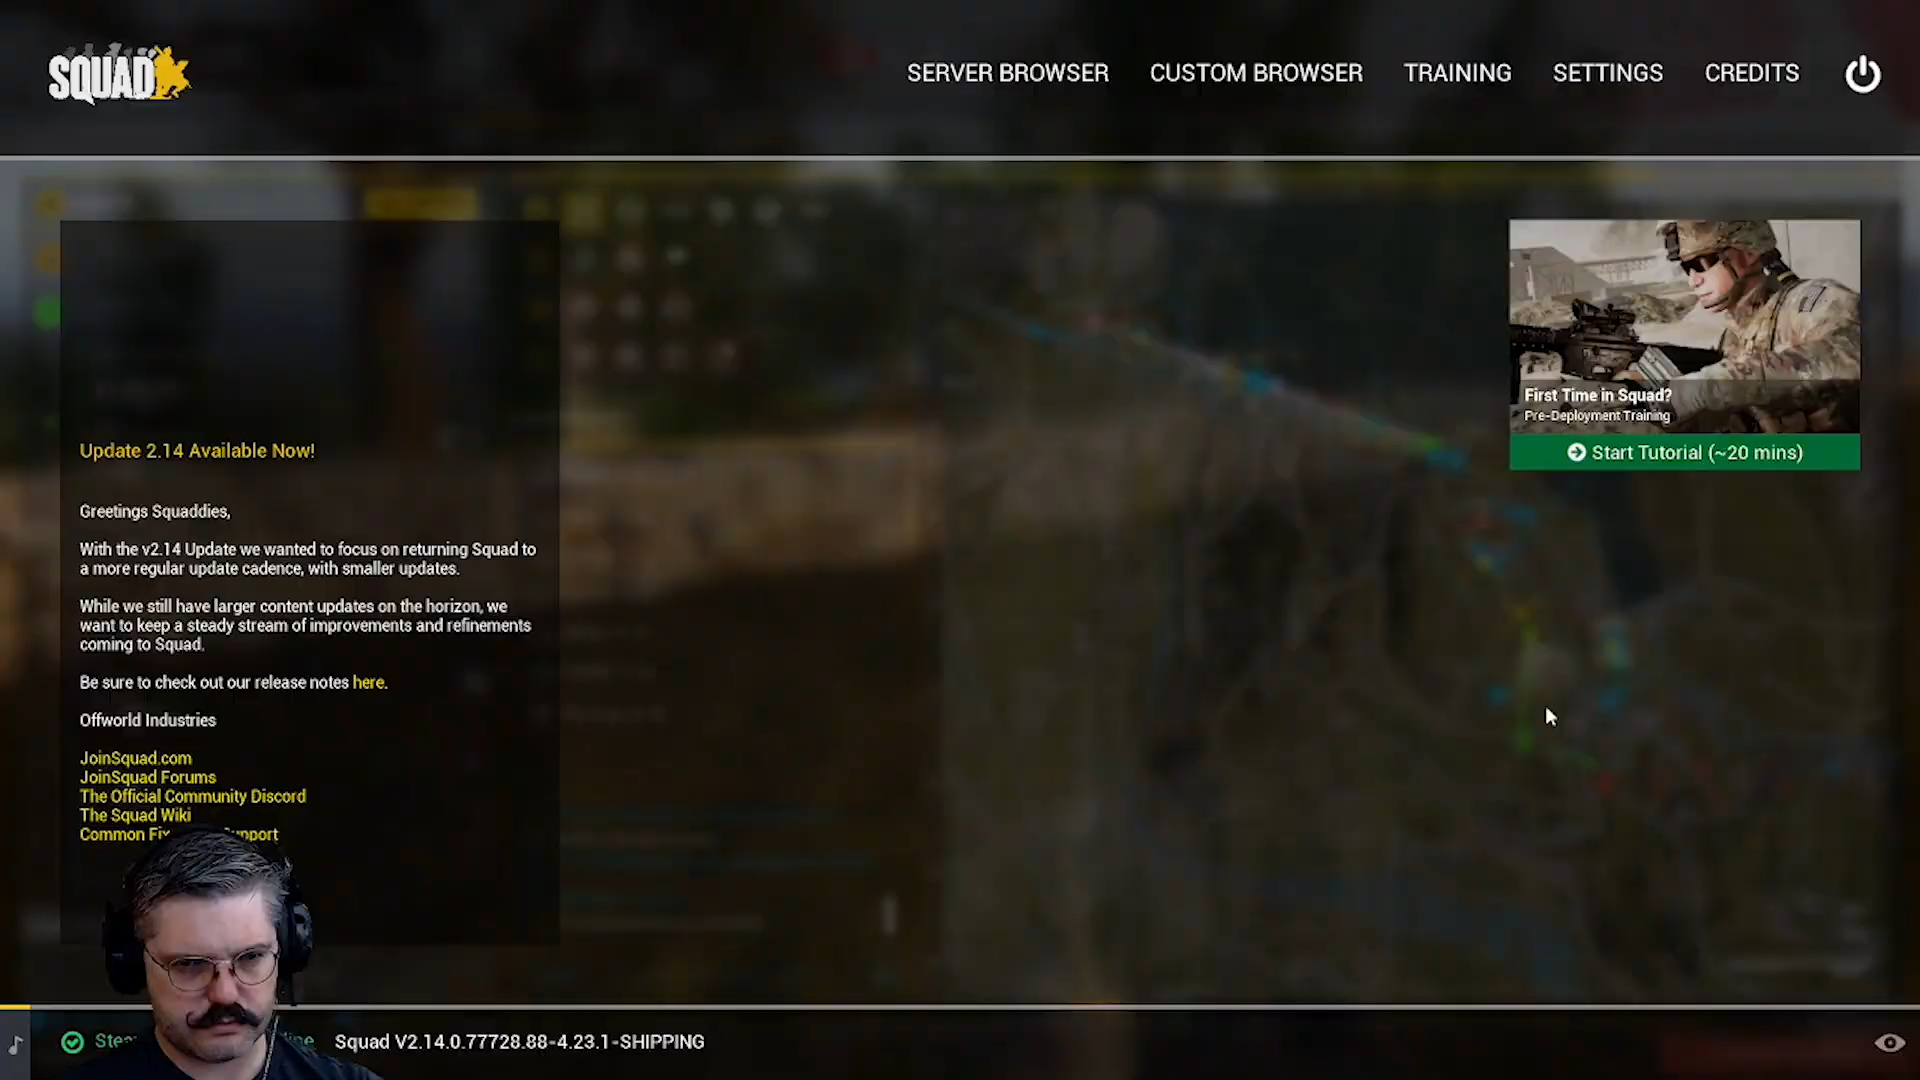 SQUAD
SERVER BROWSER
CUSTOM BROWSER
TRAINING
SETTINGS
CREDITS
First Time in Squad?
Pre-Deployment Training
Start Tutorial (~20 mins)
Update 2.14 Available Now!
Greetings Squaddies,
With the v2.14 Update we wanted to focus on returning Squad to
a more regular update cadence, with smaller updates.
While we still have larger content updates on the horizon, we
want to keep a steady stream of improvements and refinements
coming to Squad.
Be sure to check out our release notes here.
Offworld Industries
JoinSquad.com
JoinSquad Forums
The Official Community Discord
The Squad Wiki
Common
Squad V2.14.0.77728.88-4.23.1-SHIPPING